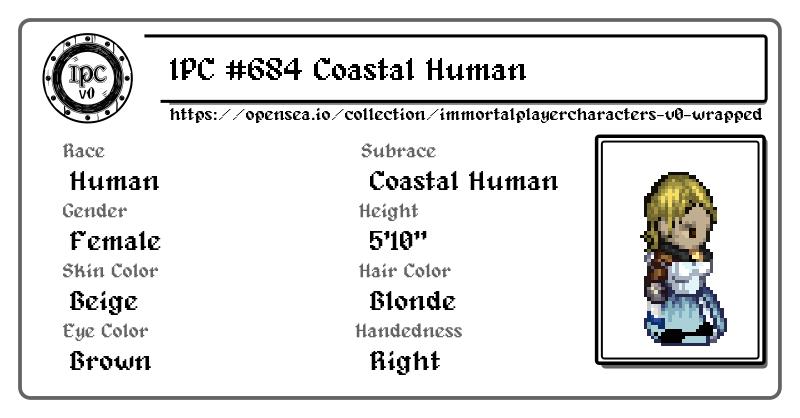 IPC v0
IPC #684 Coastal Human
https://opensea.io/collection/immortalplayercharacters-v0-wrapped
Race
Human
Gender
Female
Skin Color
Beige
Eye Color
Brown
Subrace
Coastal Human
Height
5'10"
Hair Color
Blonde
Handedness
Right